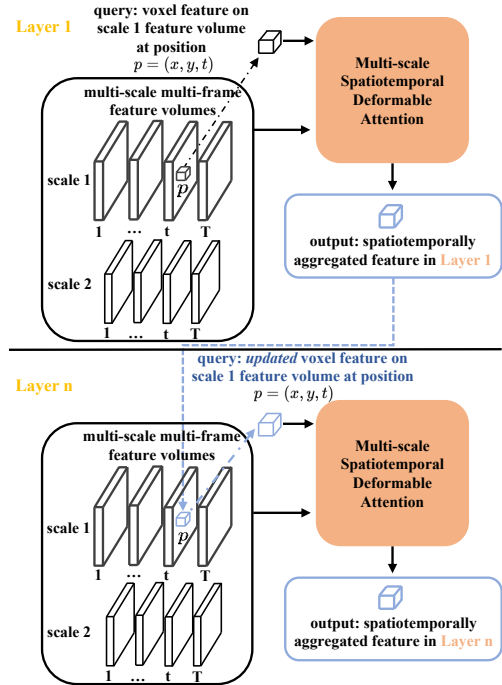 Layer 1
query: voxel feature on
scale 1 feature volume
at position
p = (x, y, t)
multi-scale multi-frame
feature volumes
scale 1
p
1 ... t T
scale 2
1 ... t T
Multi-scale
Spatiotemporal
Deformable
Attention
output: spatiotemporally
aggregated feature in Layer 1
Layer n
query: updated voxel feature on
scale 1 feature volume at position
p = (x, y, t)
multi-scale multi-frame
feature volumes
scale 1
p
1 ... t T
scale 2
1 ... t T
Multi-scale
Spatiotemporal
Deformable
Attention
output: spatiotemporally
aggregated feature in Layer n